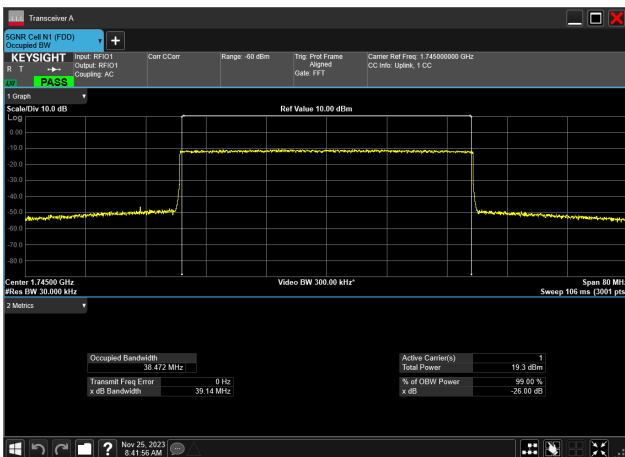 Transceiver A
5GNR Cell N1 (FDD)
Occupied BW
KEYSIGHT
R T
LV
PASS
Input: RFIO1
Output: RFIO1
Coupling: AC
Corr CCorr
Range: -60 dBm
Trig: Prot Frame
Aligned
Gate: FFT
Carrier Ref Freq: 1.745000000 GHz
CC Info: Uplink, 1 CC
1 Graph
Scale/Div 10.0 dB
Ref Value 10.00 dBm
Log
0.00
-10.0
-20.0
-30.0
-40.0
-50.0
-60.0
-70.0
-80.0
Center 1.74500 GHz
Video BW 300.00 kHz*
Span 80 MHz
#Res BW 30.000 kHz
Sweep 106 ms (3001 pts
2 Metrics
Occupied Bandwidth
38.472 MHz
Active Carrier(s) 1
Total Power 19.3 dBm
Transmit Freq Error 0 Hz
x dB Bandwidth 39.14 MHz
% of OBW Power 99.00 %
x dB -26.00 dB
?
Nov 25, 2023
8:41:56 AM